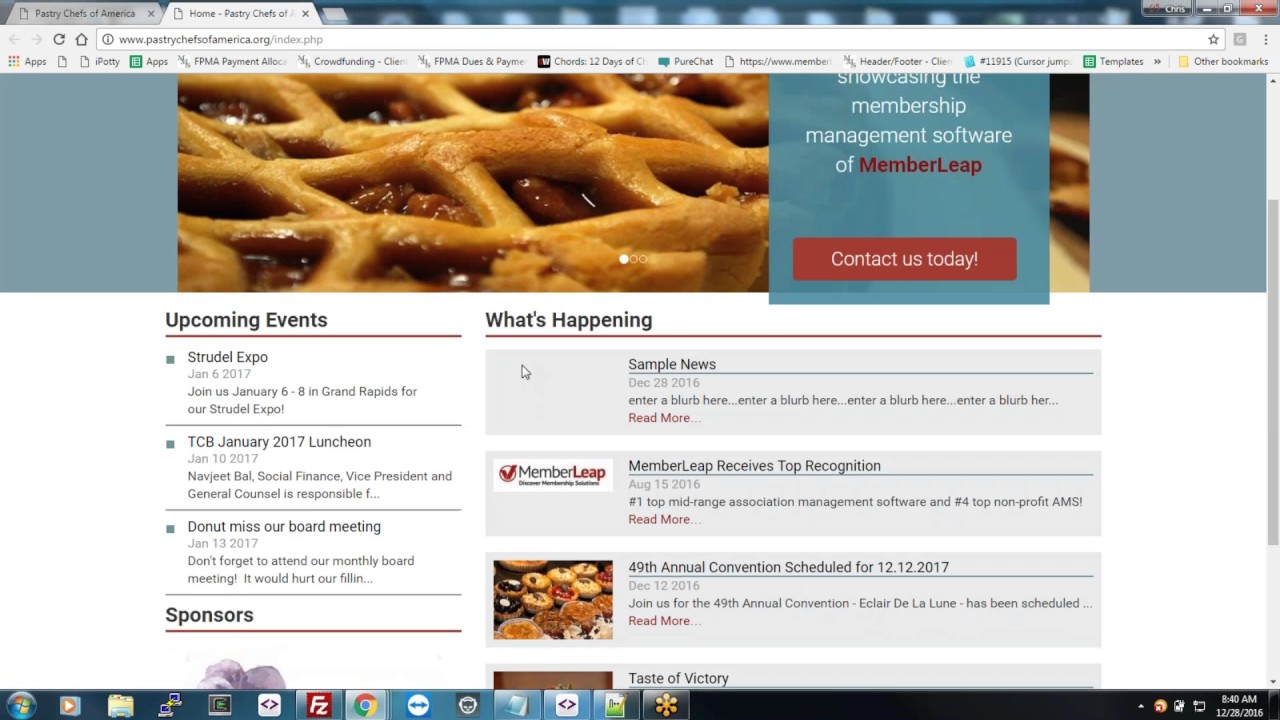 Pastry Chefs of America
Home - Pastry Chefs of A
Chris
www.pastrychefsofamerica.org/index.php
Apps
iPotty
Apps
FPMA Payment Alloca
Crowdfunding - Clien
FPMA Dues & Payme
Chords: 12 Days of Ch
PureChat
https://www.member
Header/Footer - Clie
#11915 (Cursor jump
Templates
»
Other bookmarks
showcasing the
membership
management software
of MemberLeap
Contact us today!
Upcoming Events
Strudel Expo
Jan 6 2017
Join us January 6 - 8 in Grand Rapids for
our Strudel Expo!
TCB January 2017 Luncheon
Jan 10 2017
Navjeet Bal, Social Finance, Vice President and
General Counsel is responsible f...
Donut miss our board meeting
Jan 13 2017
Don't forget to attend our monthly board
meeting!  It would hurt our fillin...
Sponsors
What's Happening
Sample News
Dec 28 2016
enter a blurb here...enter a blurb here...enter a blurb here...enter a blurb her...
Read More...
MemberLeap
Discover Membership Solutions
MemberLeap Receives Top Recognition
Aug 15 2016
#1 top mid-range association management software and #4 top non-profit AMS!
Read More...
49th Annual Convention Scheduled for 12.12.2017
Dec 12 2016
Join us for the 49th Annual Convention - Eclair De La Lune - has been scheduled ...
Read More...
Taste of Victory
8:40 AM
12/28/2016